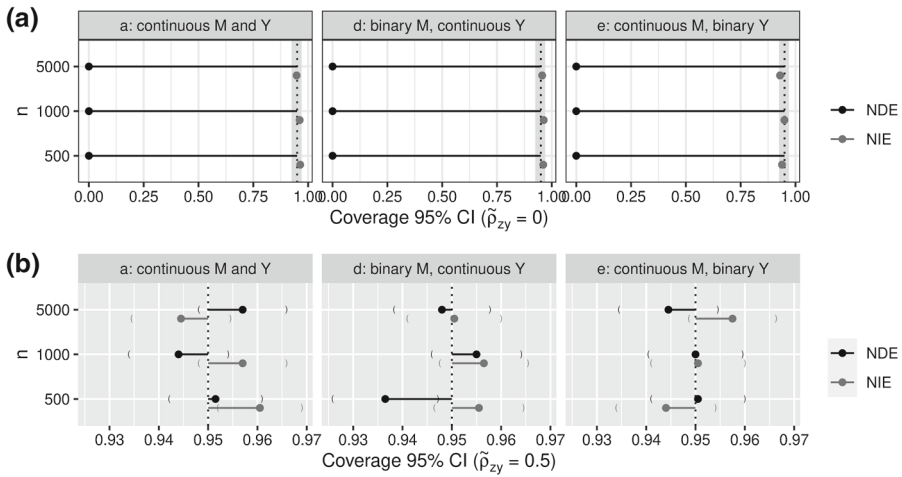 (a)
a: continuous M and Y
d: binary M, continuous Y
e: continuous M, binary Y
n
5000
1000
500
0.00 0.25 0.50 0.75 1.00
0.00 0.25 0.50 0.75 1.00
0.00 0.25 0.50 0.75 1.00
Coverage 95% CI (ρ̃zy = 0)
NDE
NIE
(b)
a: continuous M and Y
d: binary M, continuous Y
e: continuous M, binary Y
n
5000
1000
500
0.93 0.94 0.95 0.96 0.97
0.93 0.94 0.95 0.96 0.97
0.93 0.94 0.95 0.96 0.97
Coverage 95% CI (ρ̃zy = 0.5)
NDE
NIE